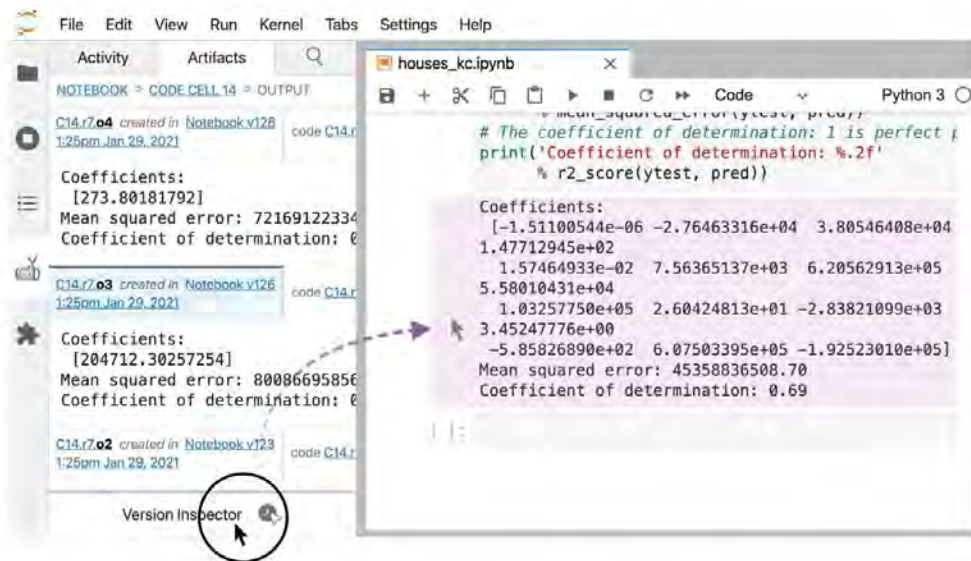 File Edit View Run Kernel Tabs Settings Help
Activity Artifacts
NOTEBOOK > CODE CELL 14 > OUTPUT
C14.r7.o4 created in Notebook v128
1:25pm Jan 29, 2021
code C14.r
Coefficients:
[273.80181792]
Mean squared error: 72169122334
Coefficient of determination: 0
C14.r7.o3 created in Notebook v126
1:25pm Jan 29, 2021
code C14.r
Coefficients:
[204712.30257254]
Mean squared error: 80086695856
Coefficient of determination: 0
C14.r7.o2 created in Notebook v123
1:25pm Jan 29, 2021
code C14.r
Version Inspector
houses_kc.ipynb
Code Python 3
% mean_squared_error(ytest, pred))
# The coefficient of determination: 1 is perfect p
print('Coefficient of determination: %.2f'
% r2_score(ytest, pred))
Coefficients:
[-1.51100544e-06 -2.76463316e+04 3.80546408e+04
1.47712945e+02
1.57464933e-02 7.56365137e+03 6.20562913e+05
5.58010431e+04
1.03257750e+05 2.60424813e+01 -2.83821099e+03
3.45247776e+00
-5.85826890e+02 6.07503395e+05 -1.92523010e+05]
Mean squared error: 45358836508.70
Coefficient of determination: 0.69
[ ]: